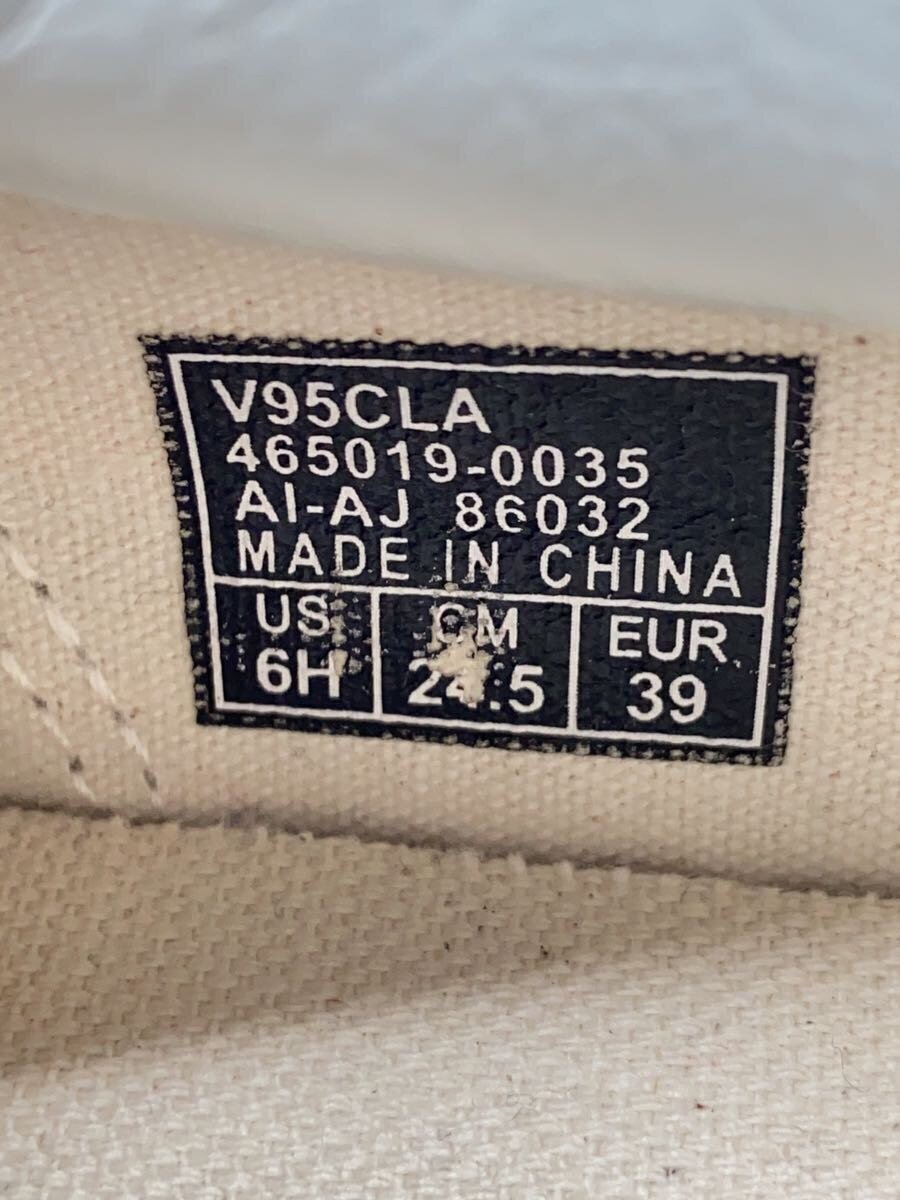 V95CLA
465019-0035
AI-AJ 86032
MADE IN CHINA
US CM EUR
6H 24.5 39